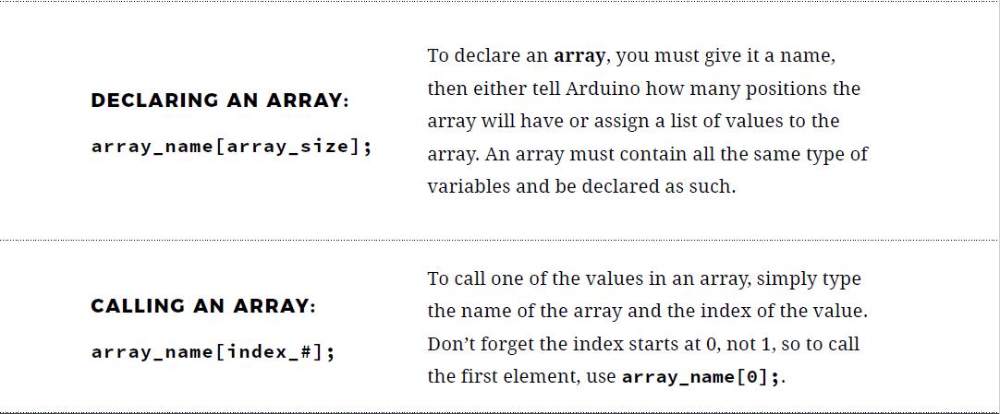 DECLARING AN ARRAY:
array_name[array_size];
To declare an array, you must give it a name,
then either tell Arduino how many positions the
array will have or assign a list of values to the
array. An array must contain all the same type of
variables and be declared as such.
CALLING AN ARRAY:
array_name[index_#];
To call one of the values in an array, simply type
the name of the array and the index of the value.
Don’t forget the index starts at 0, not 1, so to call
the first element, use array_name[0];.